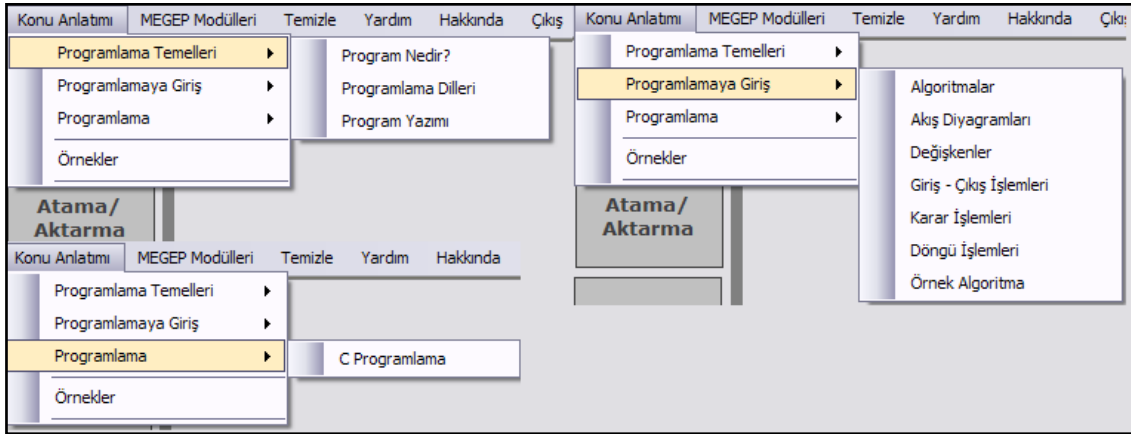 Konu Anlatımı MEGEP Modülleri Temizle Yardım Hakkında Çıkış
Programlama Temelleri
Programlamaya Giriş
Programlama
Örnekler
Program Nedir?
Programlama Dilleri
Program Yazımı
Atama/
Aktarma
Konu Anlatımı MEGEP Modülleri Temizle Yardım Hakkında
Programlama Temelleri
Programlamaya Giriş
Programlama
Örnekler
Algoritmalar
Akış Diyagramları
Değişkenler
Giriş - Çıkış İşlemleri
Karar İşlemleri
Döngü İşlemleri
Örnek Algoritma
Atama/
Aktarma
Konu Anlatımı MEGEP Modülleri Temizle Yardım Hakkında
Programlama Temelleri
Programlamaya Giriş
Programlama
Örnekler
C Programlama